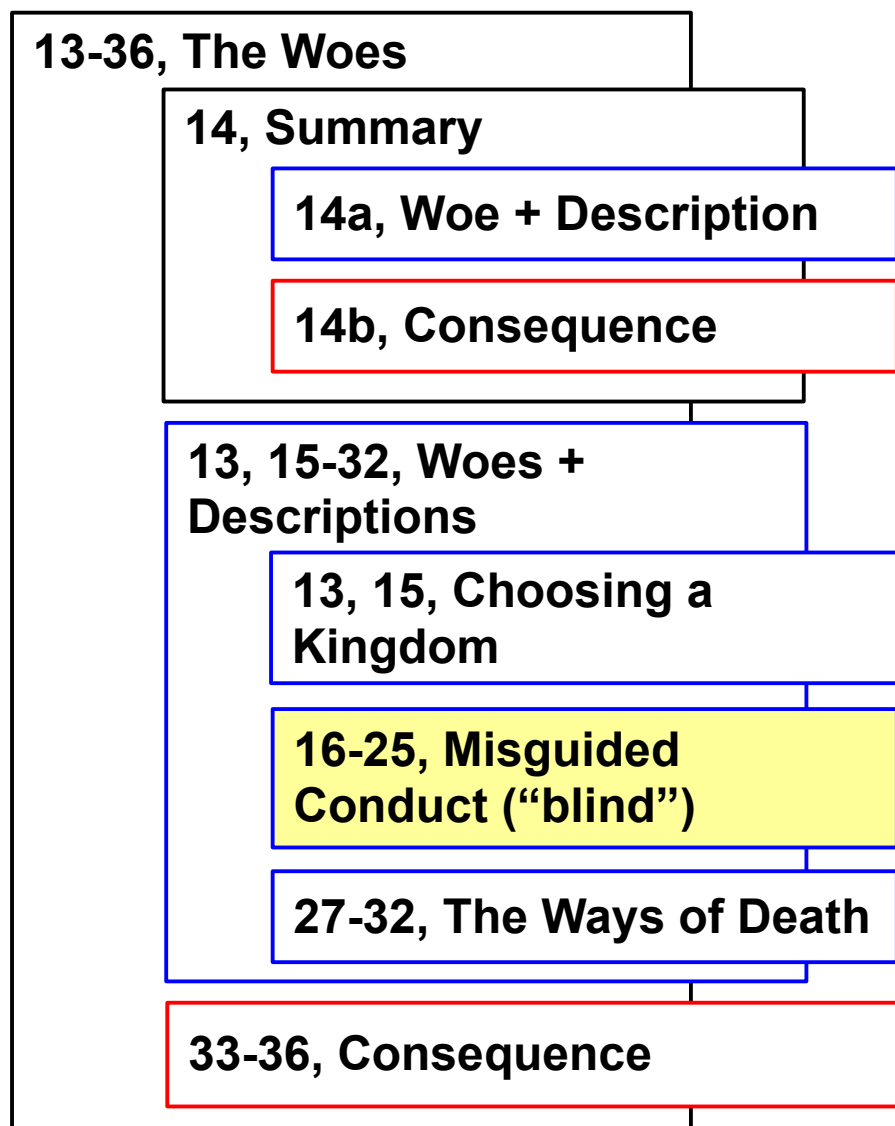 13-36, The Woes
14, Summary
14a, Woe + Description
14b, Consequence
13, 15-32, Woes +
Descriptions
13, 15, Choosing a
Kingdom
16-25, Misguided
Conduct (“blind”)
27-32, The Ways of Death
33-36, Consequence